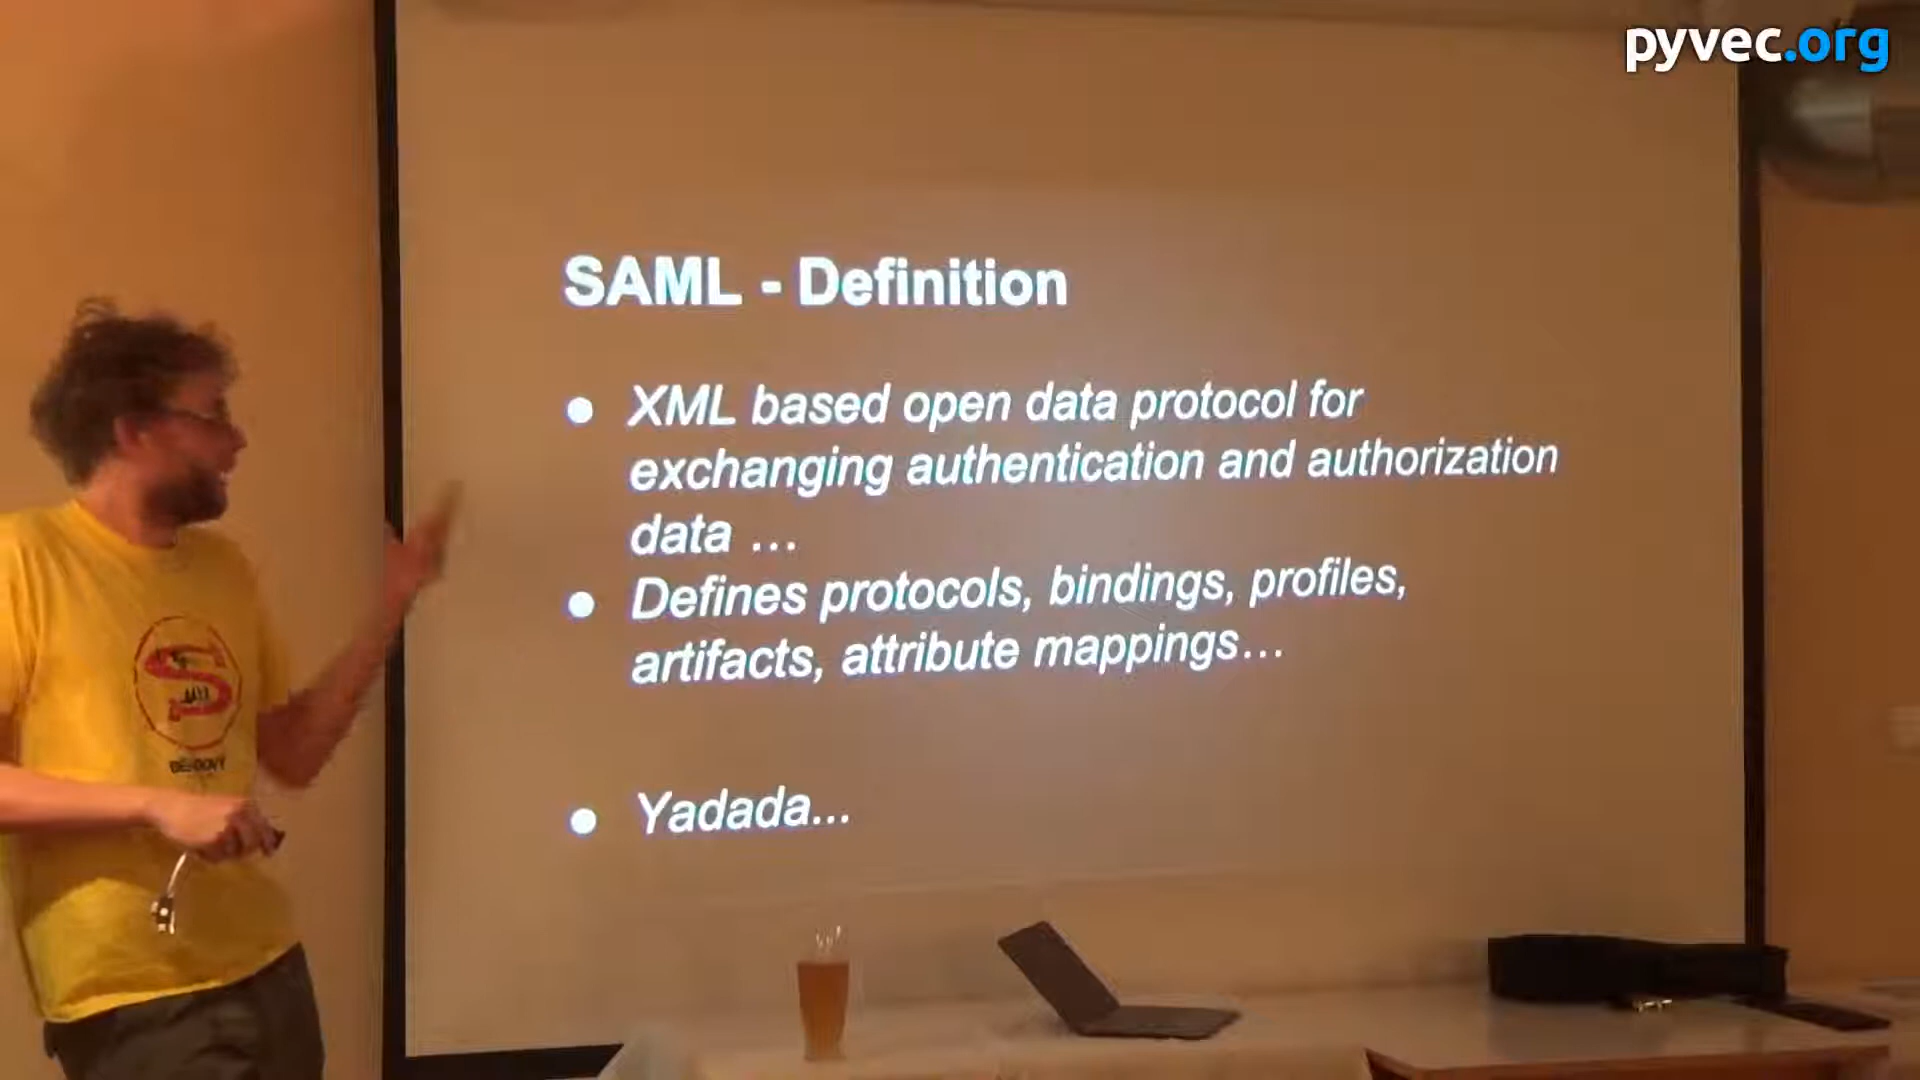 pyvec.org
SAML - Definition
● XML based open data protocol for
exchanging authentication and authorization
data ...
● Defines protocols, bindings, profiles,
artifacts, attribute mappings...
● Yadada...
S